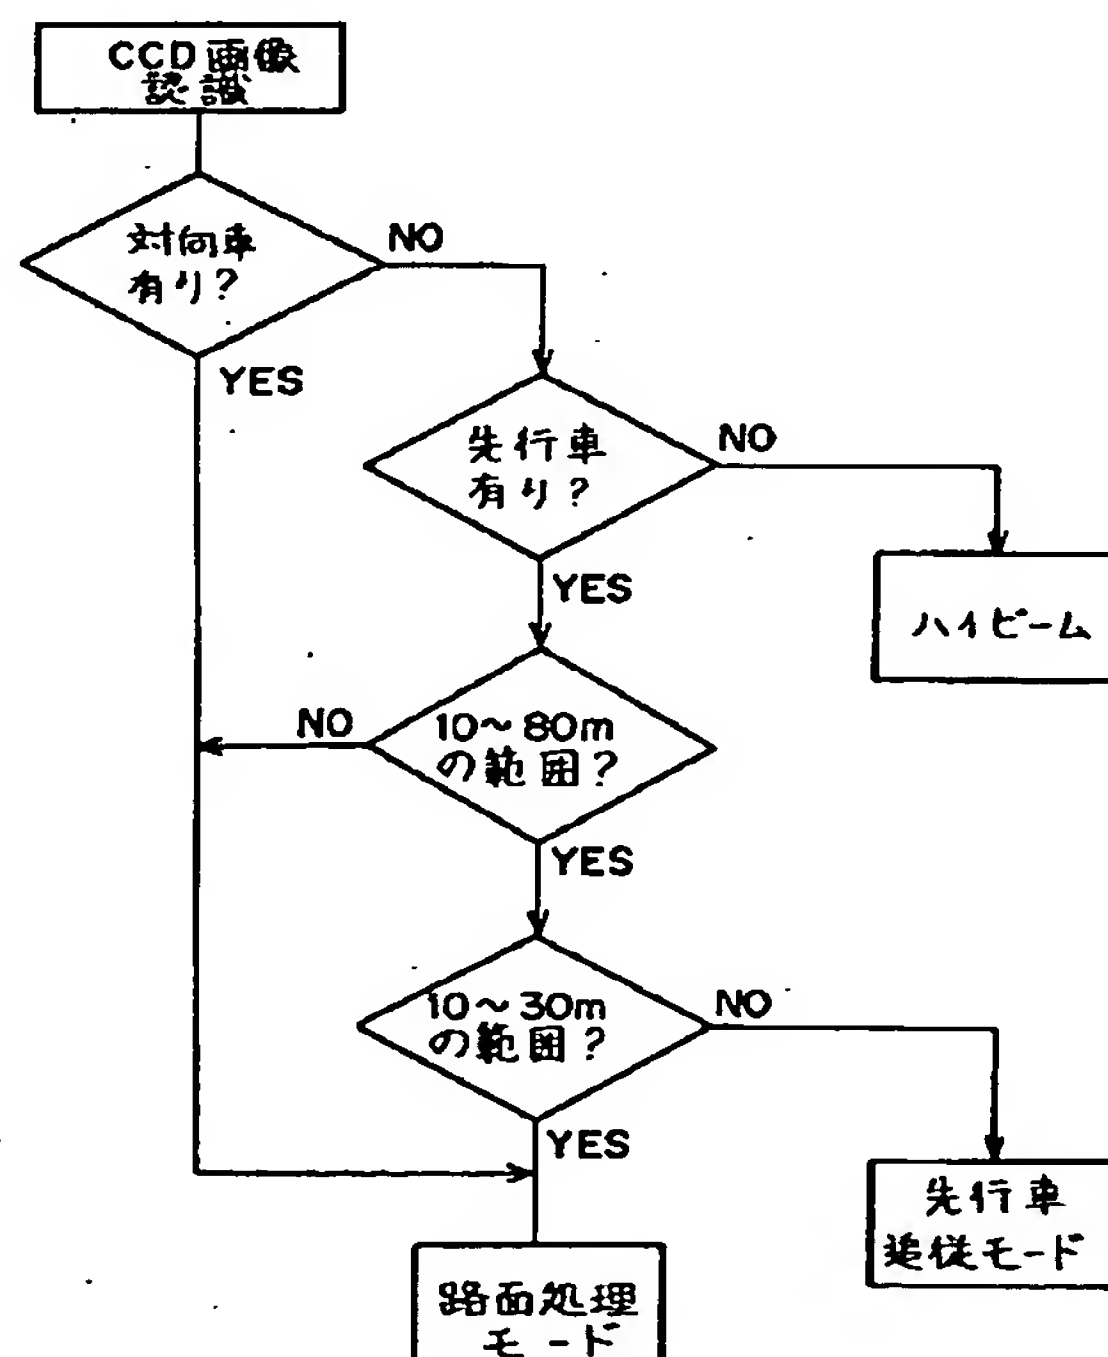 CCD画像
認識
対向車
有り?
NO
YES
先行車
有り?
NO
YES
ハイビーム
10〜80m
の範囲?
NO
YES
10〜30m
の範囲?
NO
YES
先行車
追従モード
路面処理
モード